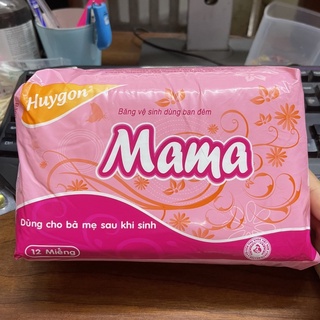 Huygon
Băng vệ sinh dùng ban đêm
Mama
Dùng cho bà mẹ sau khi sinh
12 Miếng